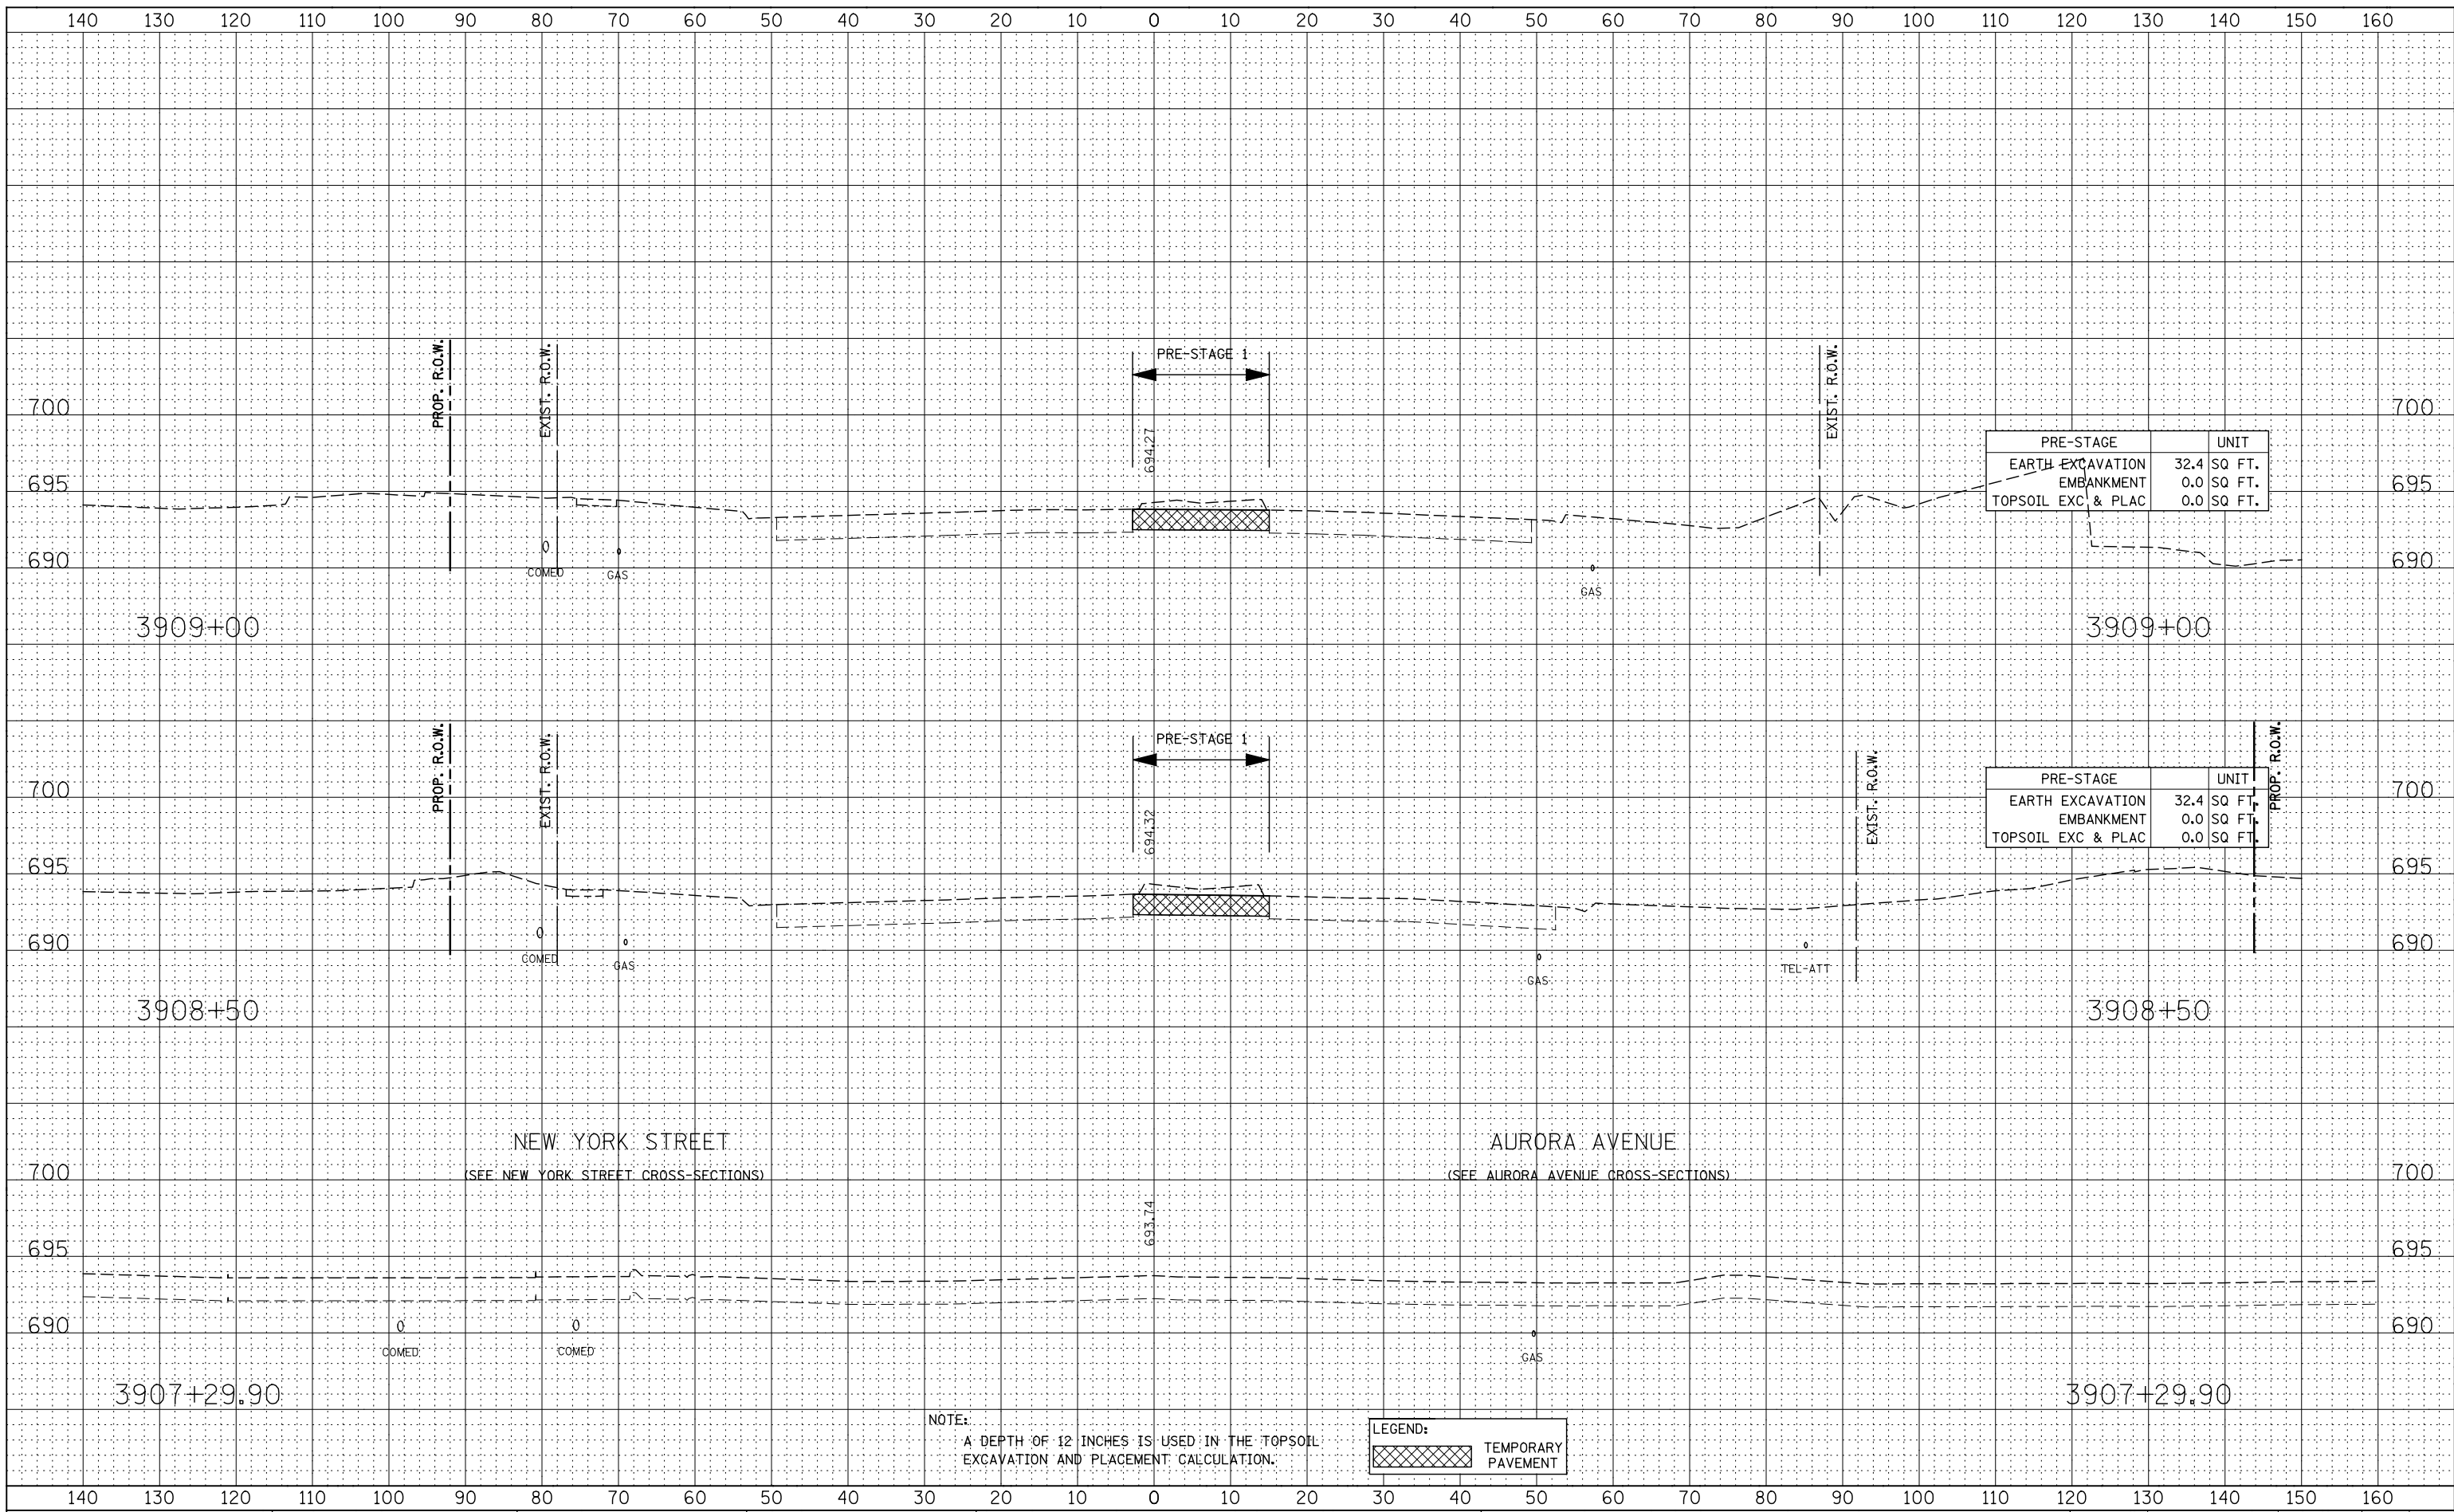 140 130 120 110 100 90 80 70 60 50 40 30 20 10 0 10 20 30 40 50 60 70 80 90 100 110 120 130 140 150 160
PROP. R.O.W.
EXIST. R.O.W.
PRE-STAGE 1
694.27
EXIST. R.O.W.
700 700
PRE-STAGE UNIT
EARTH EXCAVATION 32.4 SQ FT.
EMBANKMENT 0.0 SQ FT.
TOPSOIL EXC & PLAC 0.0 SQ FT.
695 695
690 690
COMED GAS GAS
3909+00 3909+00
PROP. R.O.W.
EXIST. R.O.W.
PRE-STAGE 1
694.32
EXIST. R.O.W.
PROP. R.O.W.
PRE-STAGE UNIT
EARTH EXCAVATION 32.4 SQ FT.
EMBANKMENT 0.0 SQ FT.
TOPSOIL EXC & PLAC 0.0 SQ FT.
700 700
695 695
690 690
COMED GAS GAS TEL-ATT
3908+50 3908+50
NEW YORK STREET
(SEE NEW YORK STREET CROSS-SECTIONS)
AURORA AVENUE
(SEE AURORA AVENUE CROSS-SECTIONS)
700 700
693.74
695 695
690 690
COMED COMED GAS
3907+29.90 3907+29.90
NOTE:
A DEPTH OF 12 INCHES IS USED IN THE TOPSOIL
EXCAVATION AND PLACEMENT CALCULATION.
LEGEND:
TEMPORARY
PAVEMENT
140 130 120 110 100 90 80 70 60 50 40 30 20 10 0 10 20 30 40 50 60 70 80 90 100 110 120 130 140 150 160